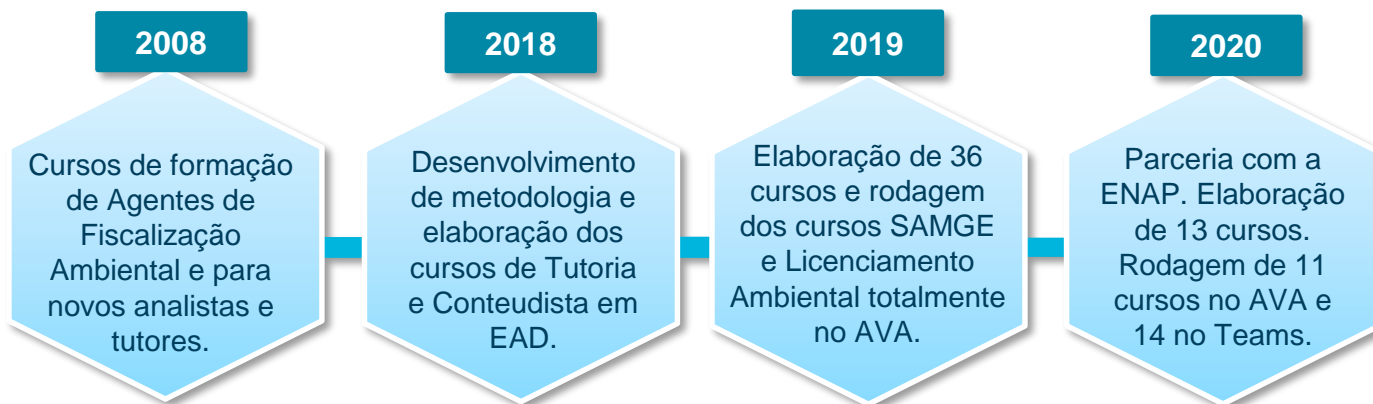 2008
Cursos de formação
de Agentes de
Fiscalização
Ambiental e para
novos analistas e
tutores.
2018
Desenvolvimento
de metodologia e
elaboração dos
cursos de Tutoria
e Conteudista em
EAD.
2019
Elaboração de 36
cursos e rodagem
dos cursos SAMGE
e Licenciamento
Ambiental totalmente
no AVA.
2020
Parceria com a
ENAP. Elaboração
de 13 cursos.
Rodagem de 11
cursos no AVA e
14 no Teams.